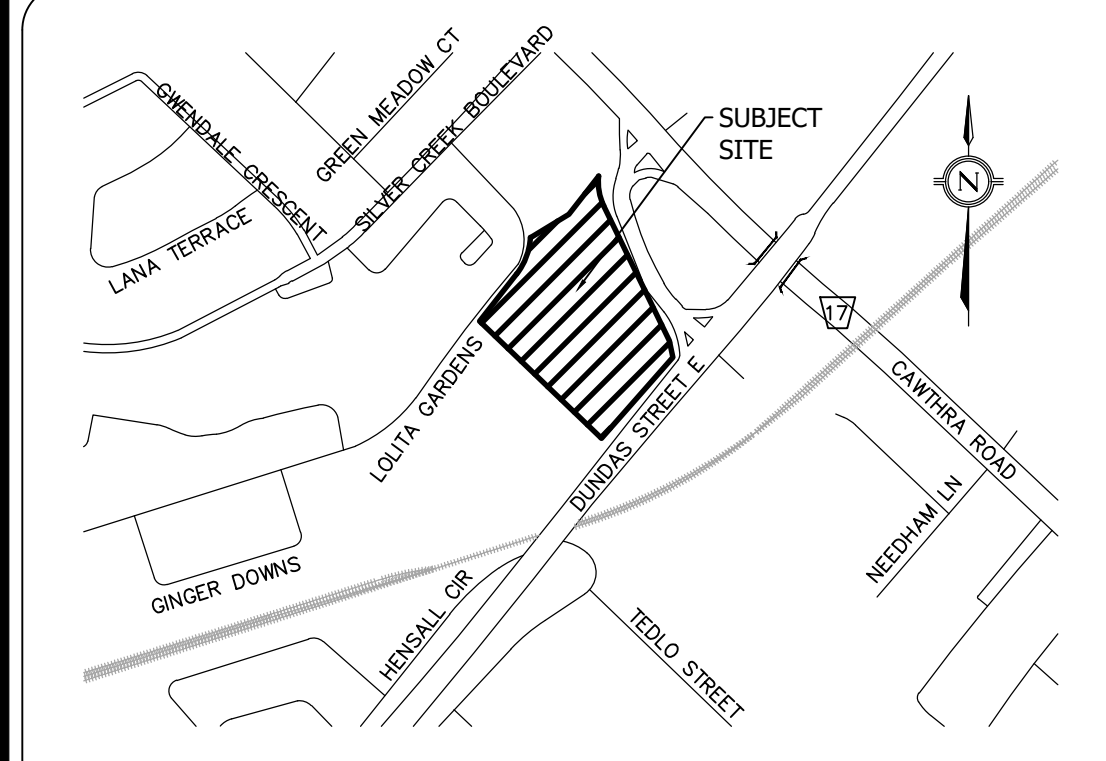 GREEN MEADOW CT
SILVER CREEK BOULEVARD
GWENDALE CRESCENT
SUBJECT
SITE
N
LANA TERRACE
17
LOLITA GARDENS
DUNDAS STREET E
CAWTHRA ROAD
NEEDHAM LN
GINGER DOWNS
HENSALL CIR
TEDLO STREET